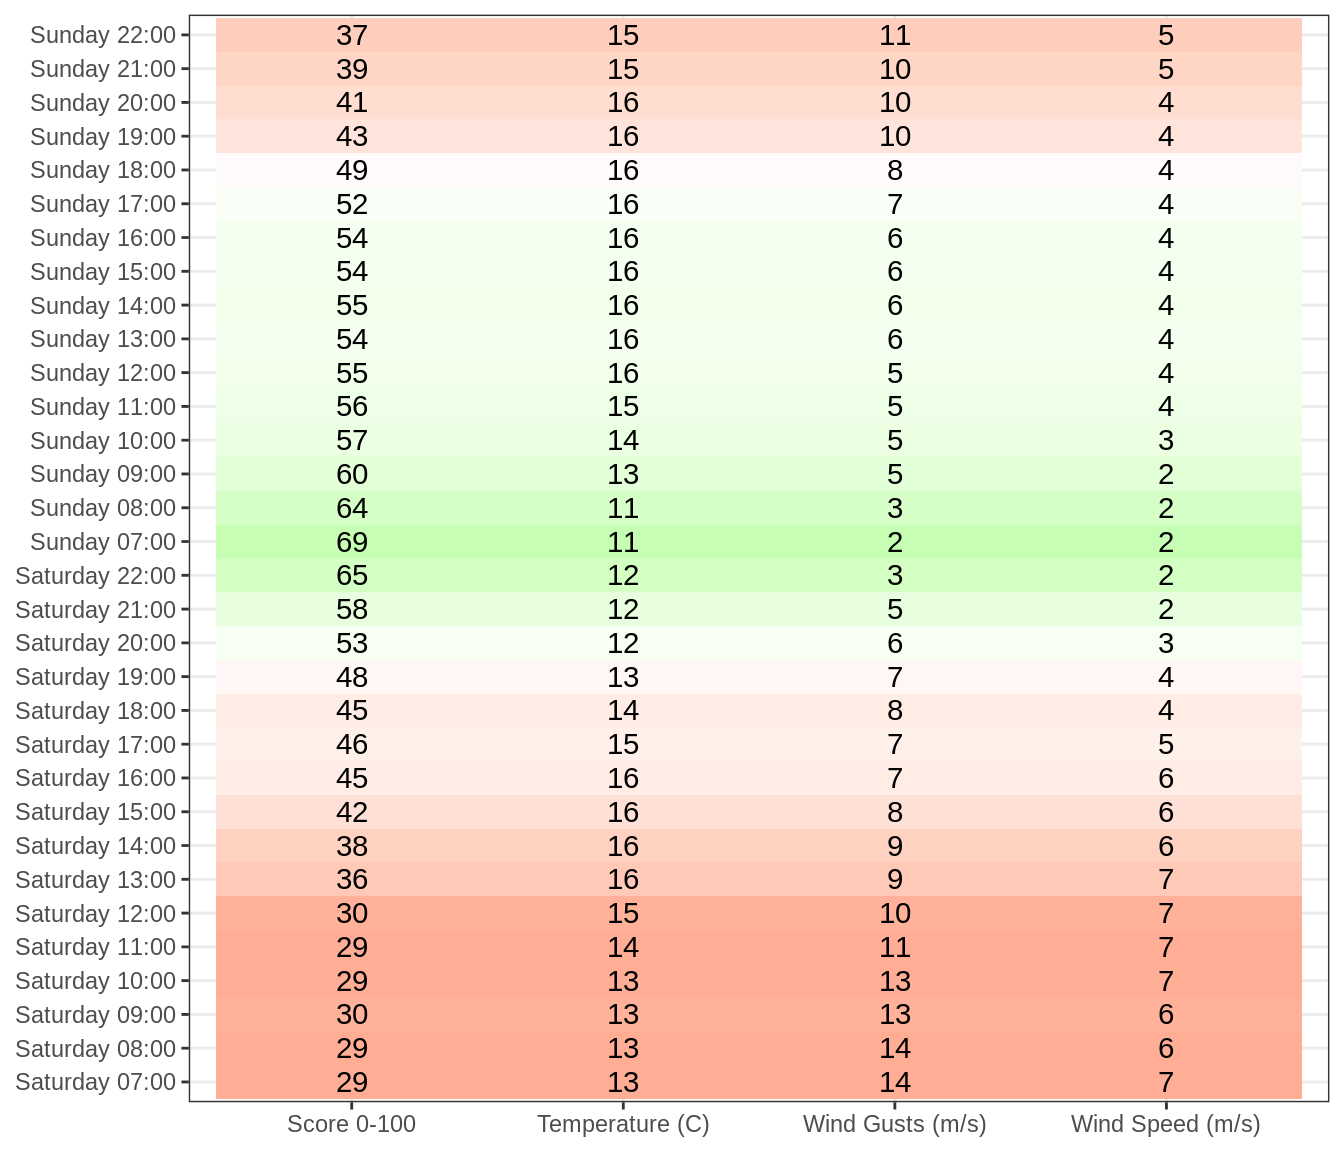 Sunday 22:00 37 15 11 5
Sunday 21:00 39 15 10 5
Sunday 20:00 41 16 10 4
Sunday 19:00 43 16 10 4
Sunday 18:00 49 16 8 4
Sunday 17:00 52 16 7 4
Sunday 16:00 54 16 6 4
Sunday 15:00 54 16 6 4
Sunday 14:00 55 16 6 4
Sunday 13:00 54 16 6 4
Sunday 12:00 55 16 5 4
Sunday 11:00 56 15 5 4
Sunday 10:00 57 14 5 3
Sunday 09:00 60 13 5 2
Sunday 08:00 64 11 3 2
Sunday 07:00 69 11 2 2
Saturday 22:00 65 12 3 2
Saturday 21:00 58 12 5 2
Saturday 20:00 53 12 6 3
Saturday 19:00 48 13 7 4
Saturday 18:00 45 14 8 4
Saturday 17:00 46 15 7 5
Saturday 16:00 45 16 7 6
Saturday 15:00 42 16 8 6
Saturday 14:00 38 16 9 6
Saturday 13:00 36 16 9 7
Saturday 12:00 30 15 10 7
Saturday 11:00 29 14 11 7
Saturday 10:00 29 13 13 7
Saturday 09:00 30 13 13 6
Saturday 08:00 29 13 14 6
Saturday 07:00 29 13 14 7
Score 0-100 Temperature (C) Wind Gusts (m/s) Wind Speed (m/s)